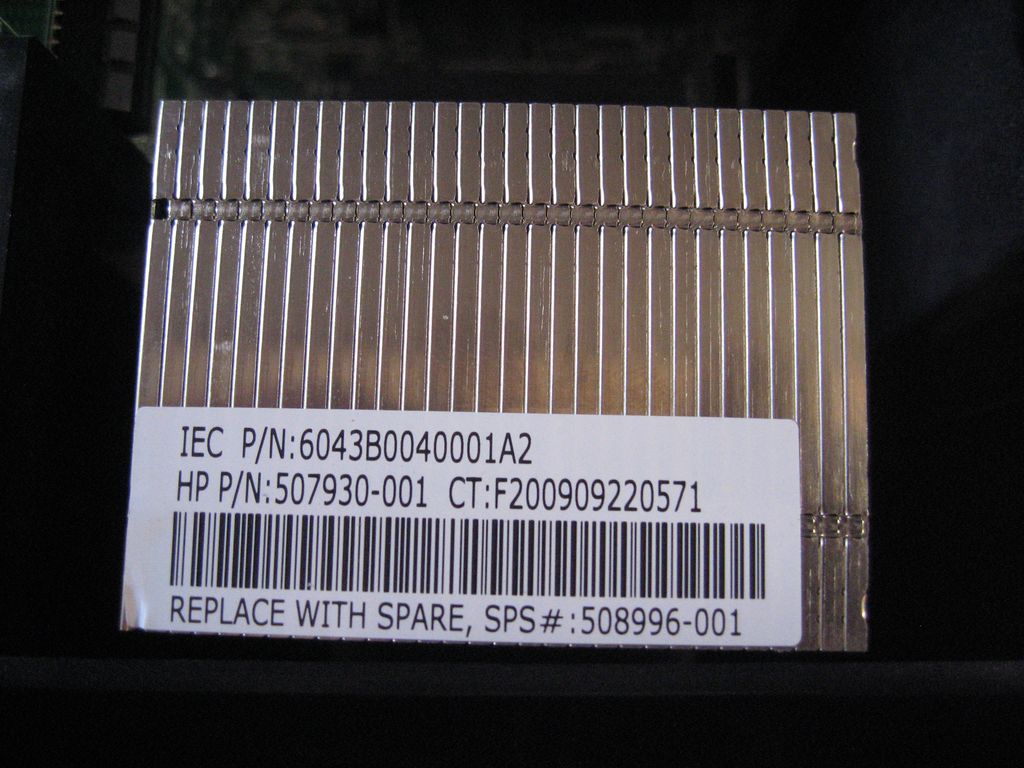 IEC P/N:6043B0040001A2
HP P/N:507930-001 CT:F200909220571
REPLACE WITH SPARE, SPS#:508996-001